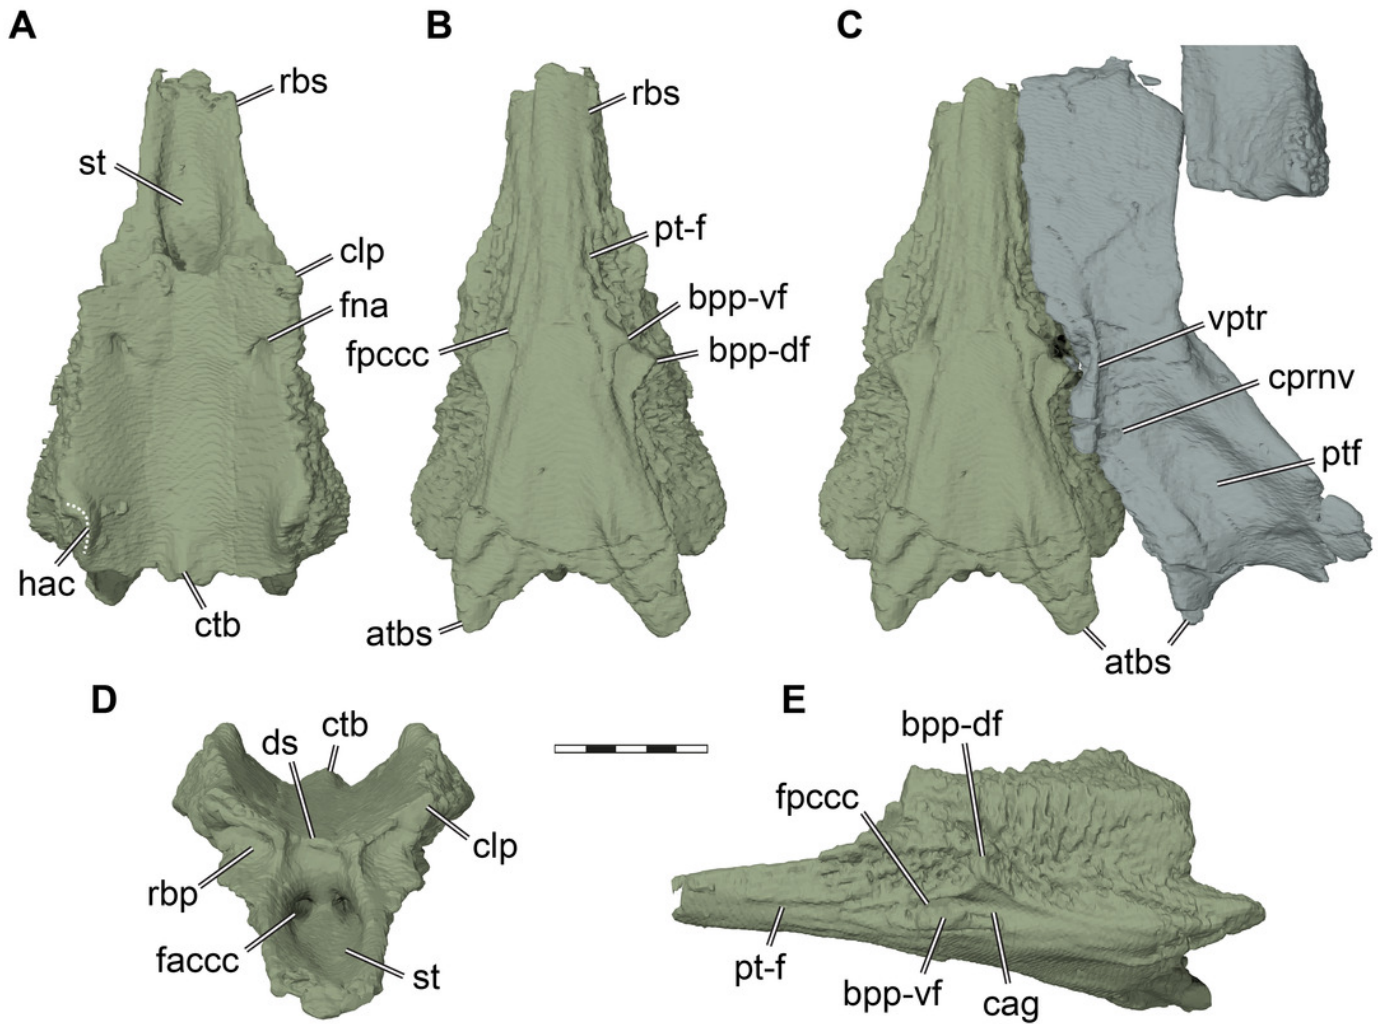 A
B
C
rbs
st
clp
fna
hac
ctb
rbs
pt-f
bpp-vf
bpp-df
fpccc
atbs
vptr
cprnv
ptf
atbs
D
E
ctb
ds
clp
rbp
faccc
st
bpp-df
fpccc
pt-f
bpp-vf
cag